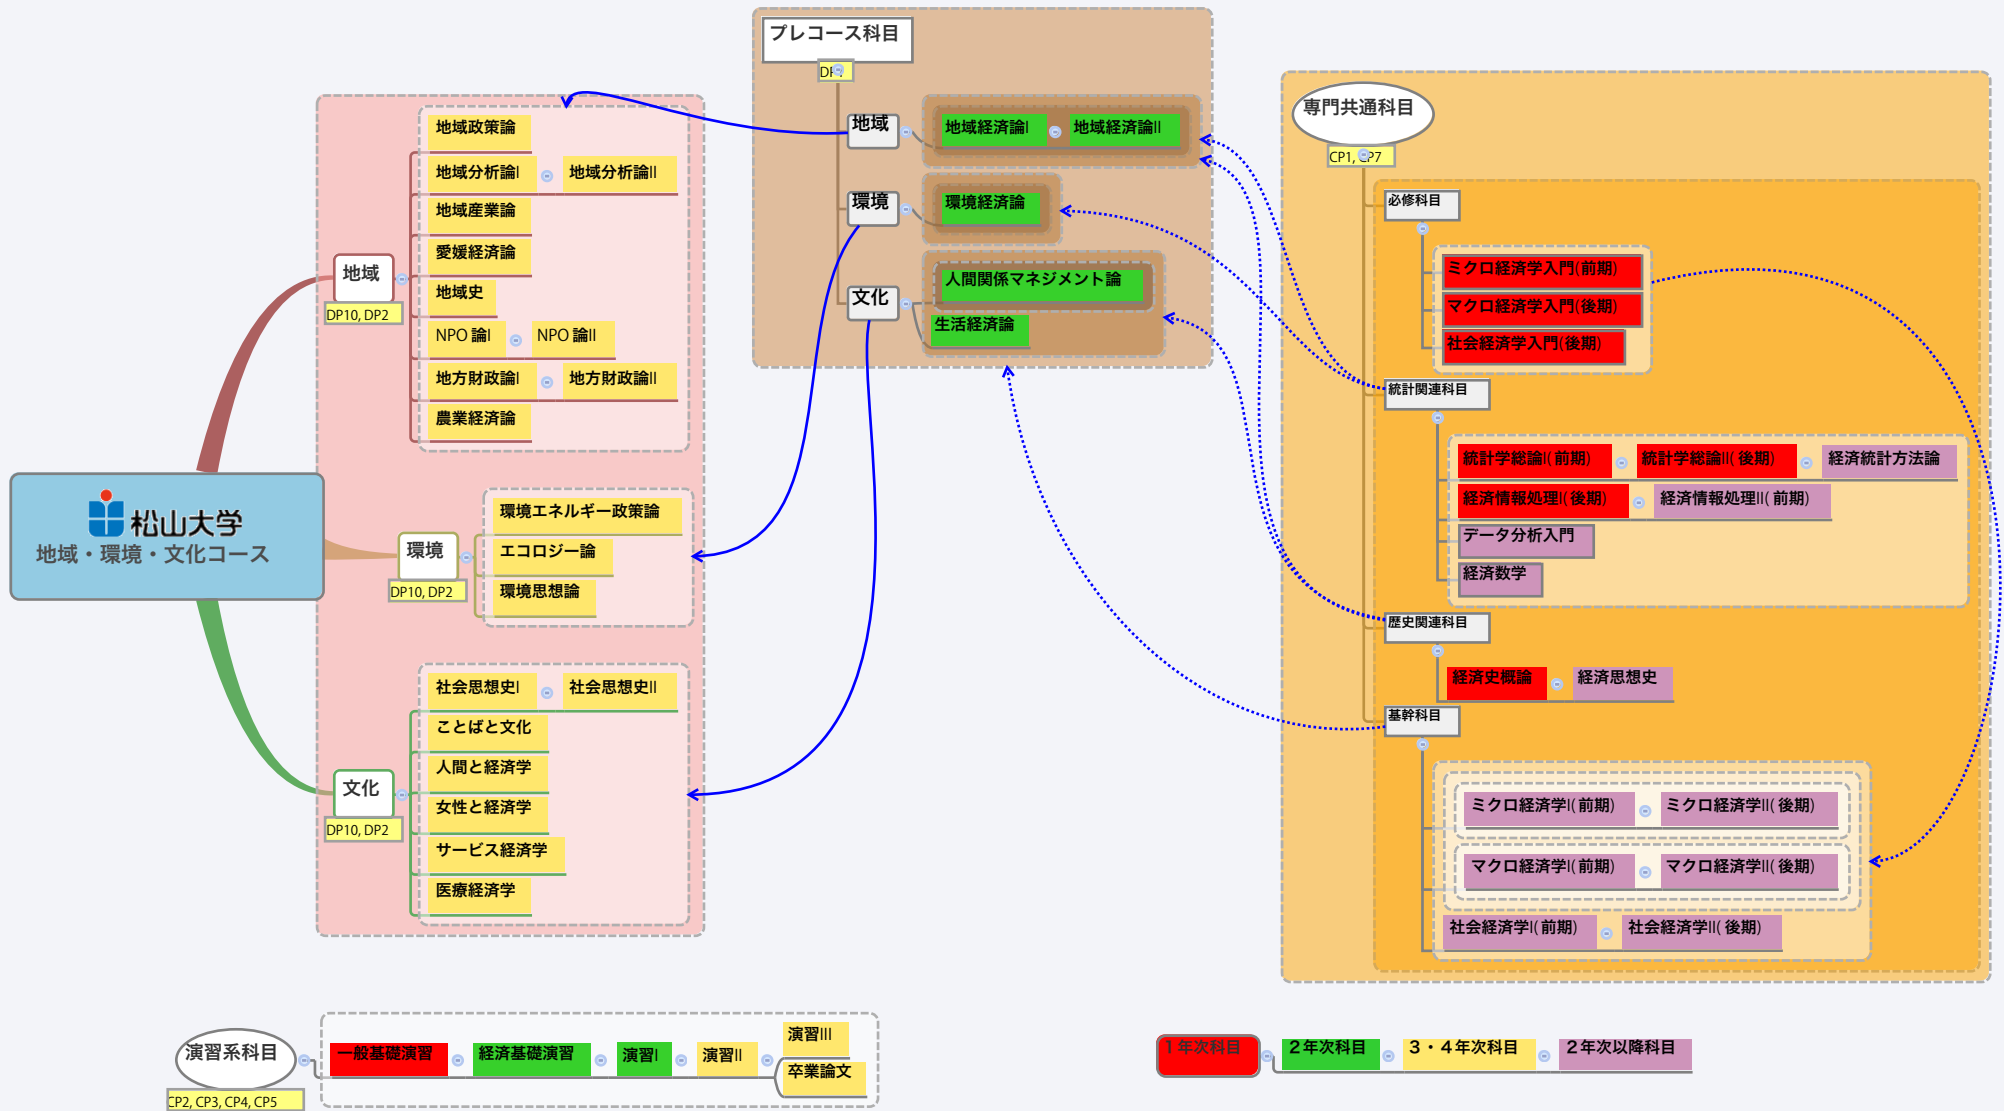 松山大学
地域・環境・文化コース
地域
DP10, DP2
地域政策論
地域分析論I
地域分析論II
地域産業論
愛媛経済論
地域史
NPO 論I
NPO 論II
地方財政論I
地方財政論II
農業経済論
環境
DP10, DP2
環境エネルギー政策論
エコロジー論
環境思想論
文化
DP10, DP2
社会思想史I
社会思想史II
ことばと文化
人間と経済学
女性と経済学
サービス経済学
医療経済学
プレコース科目
地域
地域経済論I
地域経済論II
環境
環境経済論
文化
人間関係マネジメント論
生活経済論
専門共通科目
CP1, CP7
必修科目
ミクロ経済学入門(前期)
マクロ経済学入門(後期)
社会経済学入門(後期)
統計関連科目
統計学総論I( 前期)
統計学総論II( 後期)
経済統計方法論
経済情報処理I( 後期)
経済情報処理II( 前期)
データ分析入門
経済数学
歴史関連科目
経済史概論
経済思想史
基幹科目
ミクロ経済学I( 前期)
ミクロ経済学II( 後期)
マクロ経済学I( 前期)
マクロ経済学II( 後期)
社会経済学I( 前期)
社会経済学II( 後期)
演習系科目
CP2, CP3, CP4, CP5
一般基礎演習
経済基礎演習
演習I
演習II
演習III
卒業論文
１年次科目
２年次科目
３・４年次科目
２年次以降科目